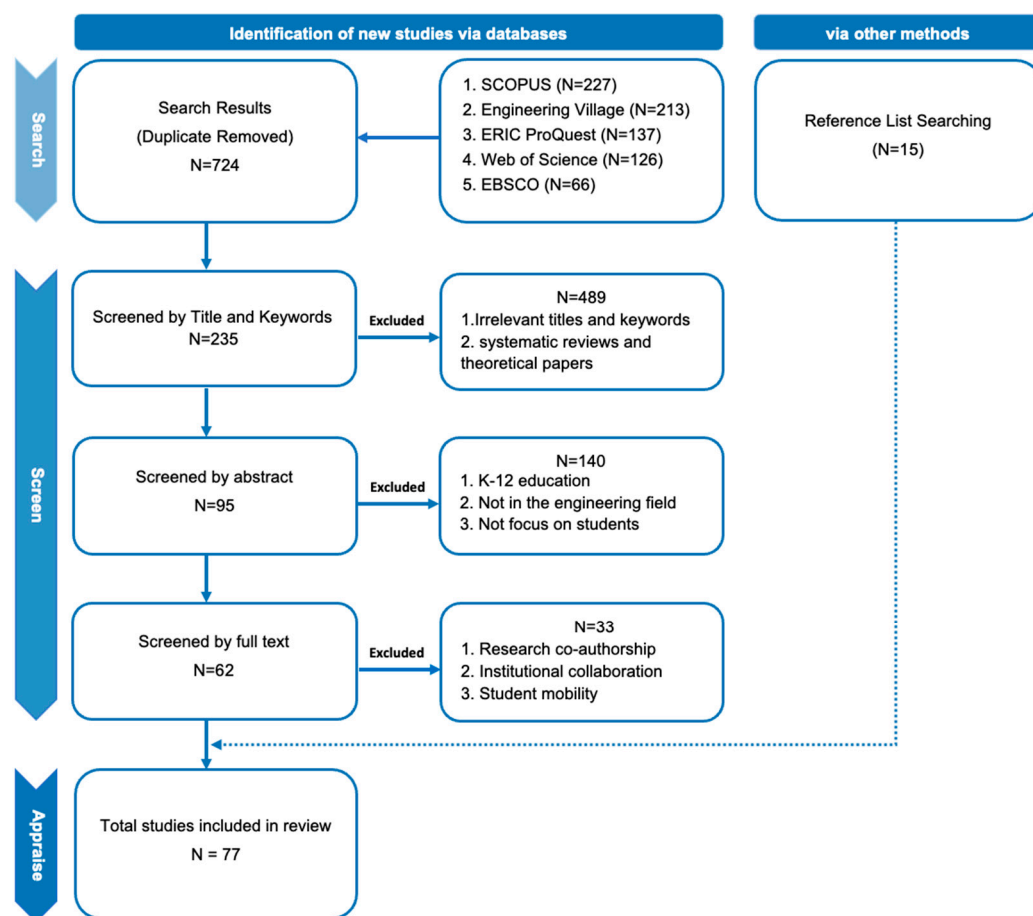 Identification of new studies via databases
via other methods
Search
Search Results
(Duplicate Removed)
N=724
1. SCOPUS (N=227)
2. Engineering Village (N=213)
3. ERIC ProQuest (N=137)
4. Web of Science (N=126)
5. EBSCO (N=66)
Reference List Searching
(N=15)
Screen
Screened by Title and Keywords
N=235
Excluded
N=489
1.Irrelevant titles and keywords
2. systematic reviews and
theoretical papers
Screened by abstract
N=95
Excluded
N=140
1. K-12 education
2. Not in the engineering field
3. Not focus on students
Screened by full text
N=62
Excluded
N=33
1. Research co-authorship
2. Institutional collaboration
3. Student mobility
Appraise
Total studies included in review
N = 77